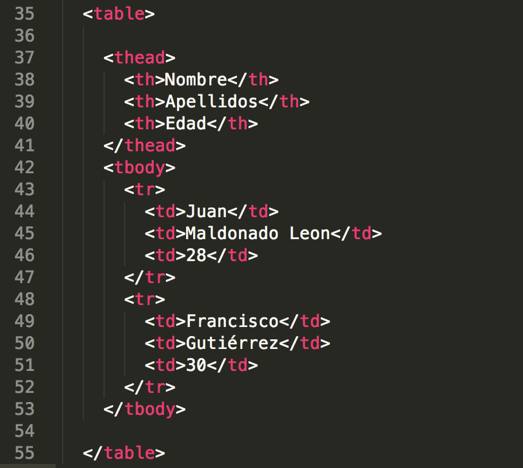 35 <table>
36
37 <thead>
38 <th>Nombre</th>
39 <th>Apellidos</th>
40 <th>Edad</th>
41 </thead>
42 <tbody>
43 <tr>
44 <td>Juan</td>
45 <td>Maldonado Leon</td>
46 <td>28</td>
47 </tr>
48 <tr>
49 <td>Francisco</td>
50 <td>Gutiérrez</td>
51 <td>30</td>
52 </tr>
53 </tbody>
54
55 </table>